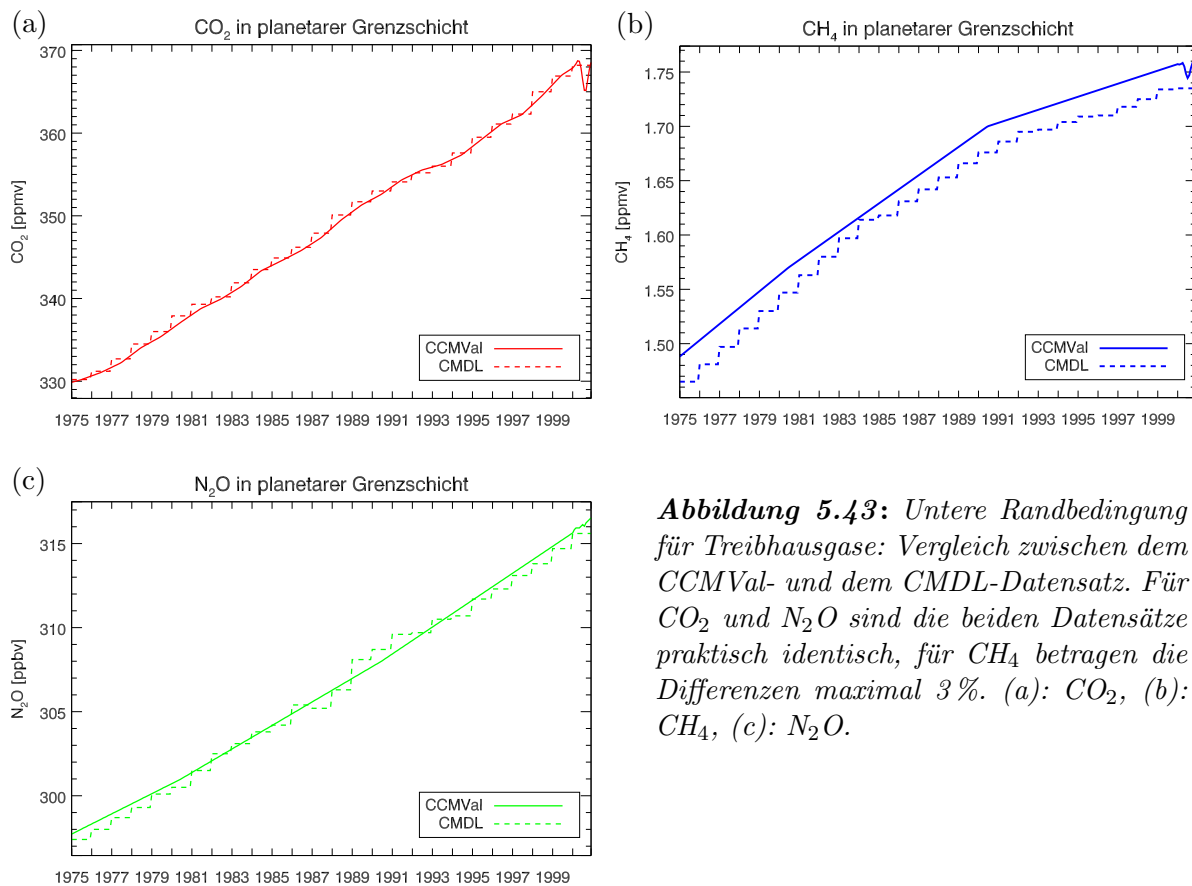 (a)
CO₂ in planetarer Grenzschicht
CO₂ [ppmv]
370
360
350
340
330
CCMVal
CMDL
1975 1977 1979 1981 1983 1985 1987 1989 1991 1993 1995 1997 1999
(b)
CH₄ in planetarer Grenzschicht
CH₄ [ppmv]
1.75
1.70
1.65
1.60
1.55
1.50
CCMVal
CMDL
1975 1977 1979 1981 1983 1985 1987 1989 1991 1993 1995 1997 1999
(c)
N₂O in planetarer Grenzschicht
N₂O [ppbv]
315
310
305
300
CCMVal
CMDL
1975 1977 1979 1981 1983 1985 1987 1989 1991 1993 1995 1997 1999
Abbildung 5.43: Untere Randbedingung
für Treibhausgase: Vergleich zwischen dem
CCMVal- und dem CMDL-Datensatz. Für
CO₂ und N₂O sind die beiden Datensätze
praktisch identisch, für CH₄ betragen die
Differenzen maximal 3 %. (a): CO₂, (b):
CH₄, (c): N₂O.